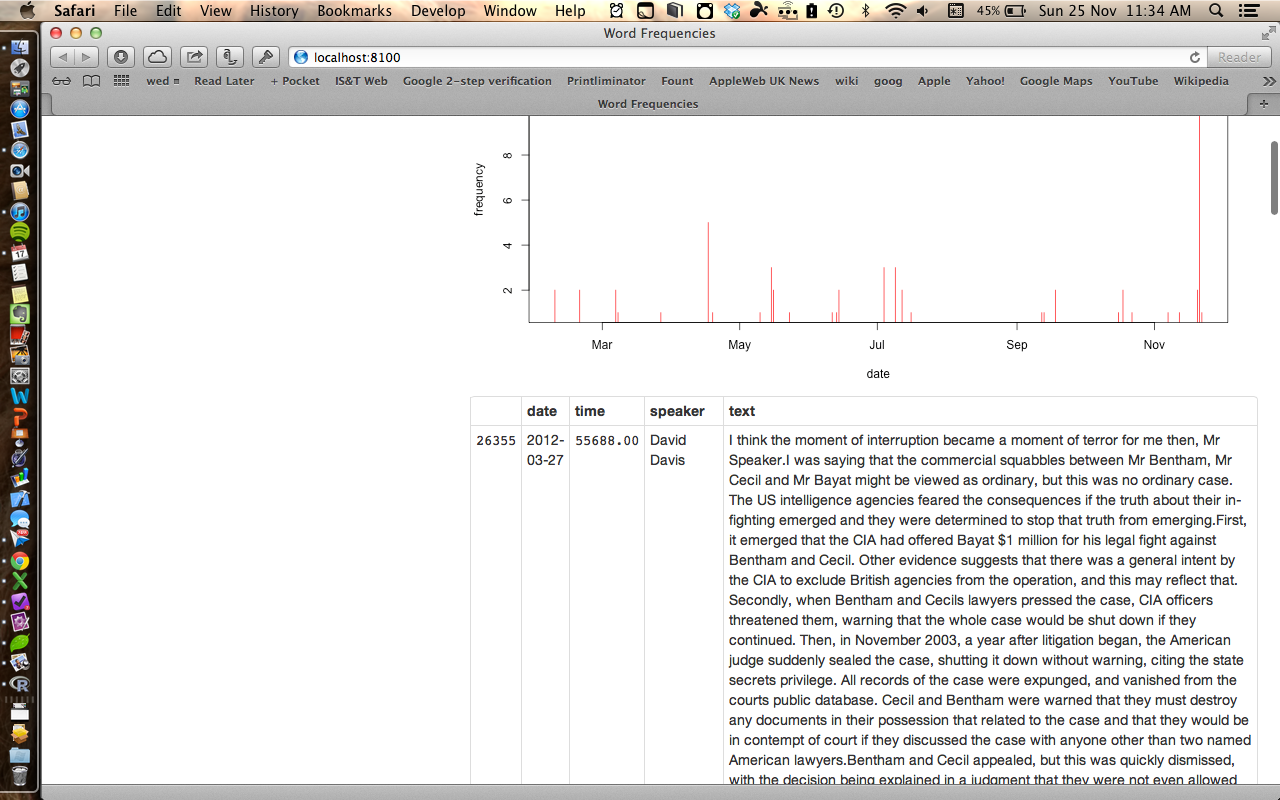 Safari File Edit View History Bookmarks Develop Window Help 45% Sun 25 Nov 11:34 AM
Word Frequencies
localhost:8100 Reader
wed Read Later + Pocket IS&T Web Google 2-step verification Printliminator Fount AppleWeb UK News wiki goog Apple Yahoo! Google Maps YouTube Wikipedia
Word Frequencies
8
6
4
2
frequency
Mar May Jul Sep Nov
date
date time speaker text
26355 2012-03-27 55688.00 David Davis
I think the moment of interruption became a moment of terror for me then, Mr
Speaker.I was saying that the commercial squabbles between Mr Bentham, Mr
Cecil and Mr Bayat might be viewed as ordinary, but this was no ordinary case.
The US intelligence agencies feared the consequences if the truth about their in-
fighting emerged and they were determined to stop that truth from emerging.First,
it emerged that the CIA had offered Bayat $1 million for his legal fight against
Bentham and Cecil. Other evidence suggests that there was a general intent by
the CIA to exclude British agencies from the operation, and this may reflect that.
Secondly, when Bentham and Cecils lawyers pressed the case, CIA officers
threatened them, warning that the whole case would be shut down if they
continued. Then, in November 2003, a year after litigation began, the American
judge suddenly sealed the case, shutting it down without warning, citing the state
secrets privilege. All records of the case were expunged, and vanished from the
courts public database. Cecil and Bentham were warned that they must destroy
any documents in their possession that related to the case and that they would be
in contempt of court if they discussed the case with anyone other than two named
American lawyers.Bentham and Cecil appealed, but this was quickly dismissed,
with the decision being explained in a judgment that they were not even allowed
17